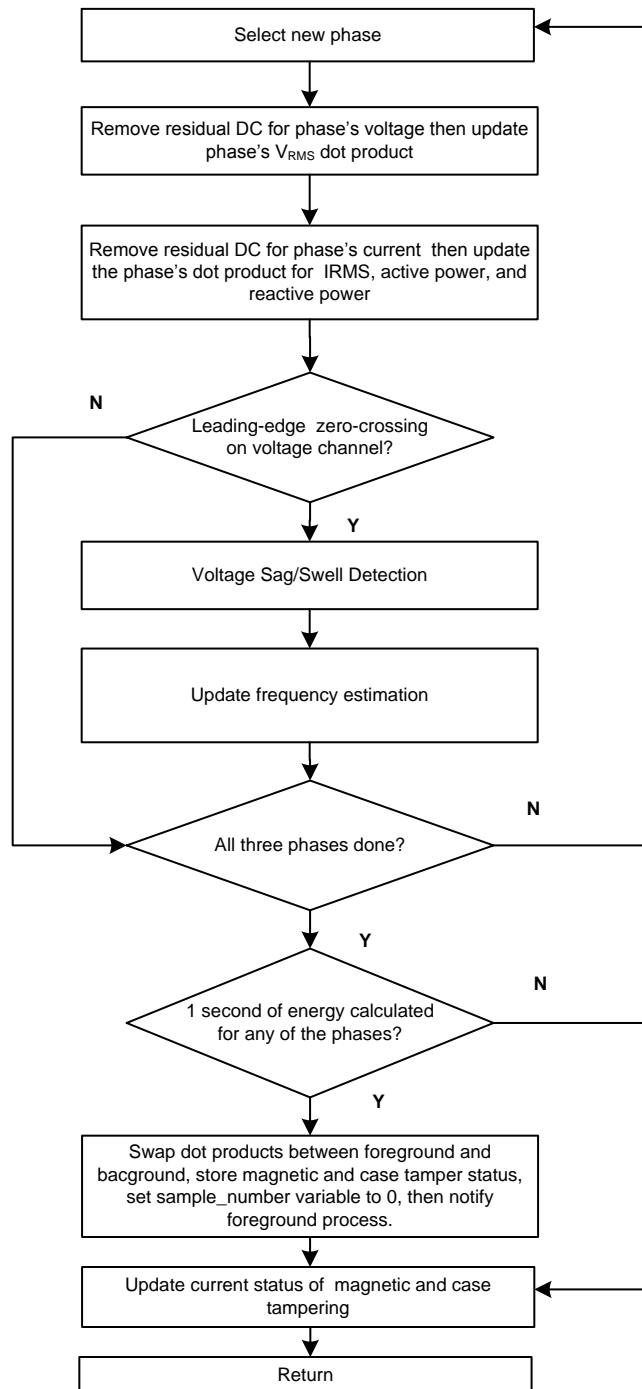 Select new phase
Remove residual DC for phase's voltage then update
phase's VRMS dot product
Remove residual DC for phase's current then update
the phase's dot product for IRMS, active power, and
reactive power
N
Leading-edge zero-crossing
on voltage channel?
Y
Voltage Sag/Swell Detection
Update frequency estimation
N
All three phases done?
Y
N
1 second of energy calculated
for any of the phases?
Y
Swap dot products between foreground and
bacground, store magnetic and case tamper status,
set sample_number variable to 0, then notify
foreground process.
Update current status of magnetic and case
tampering
Return